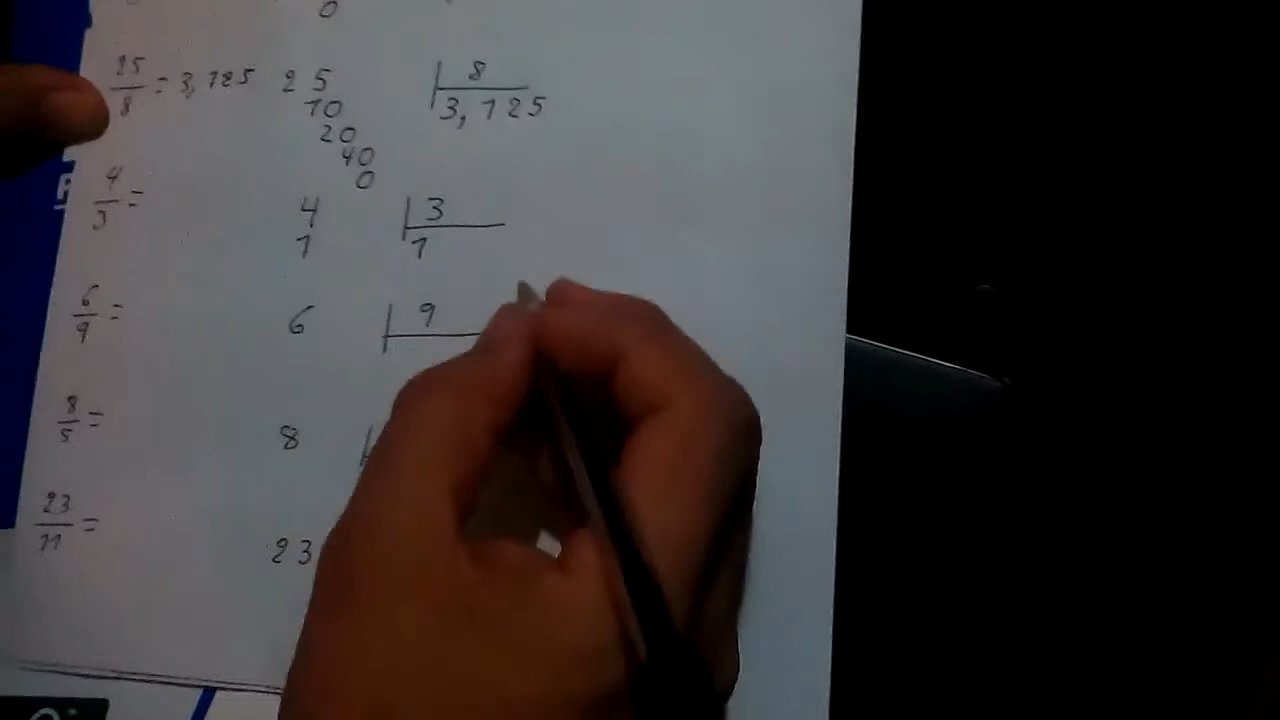 0
25/8 = 3,125 25 8
10 3,125
20
40
0
4/3 = 4 3
1 1
6/9 = 6 9
8/5 = 8
23/11 = 23